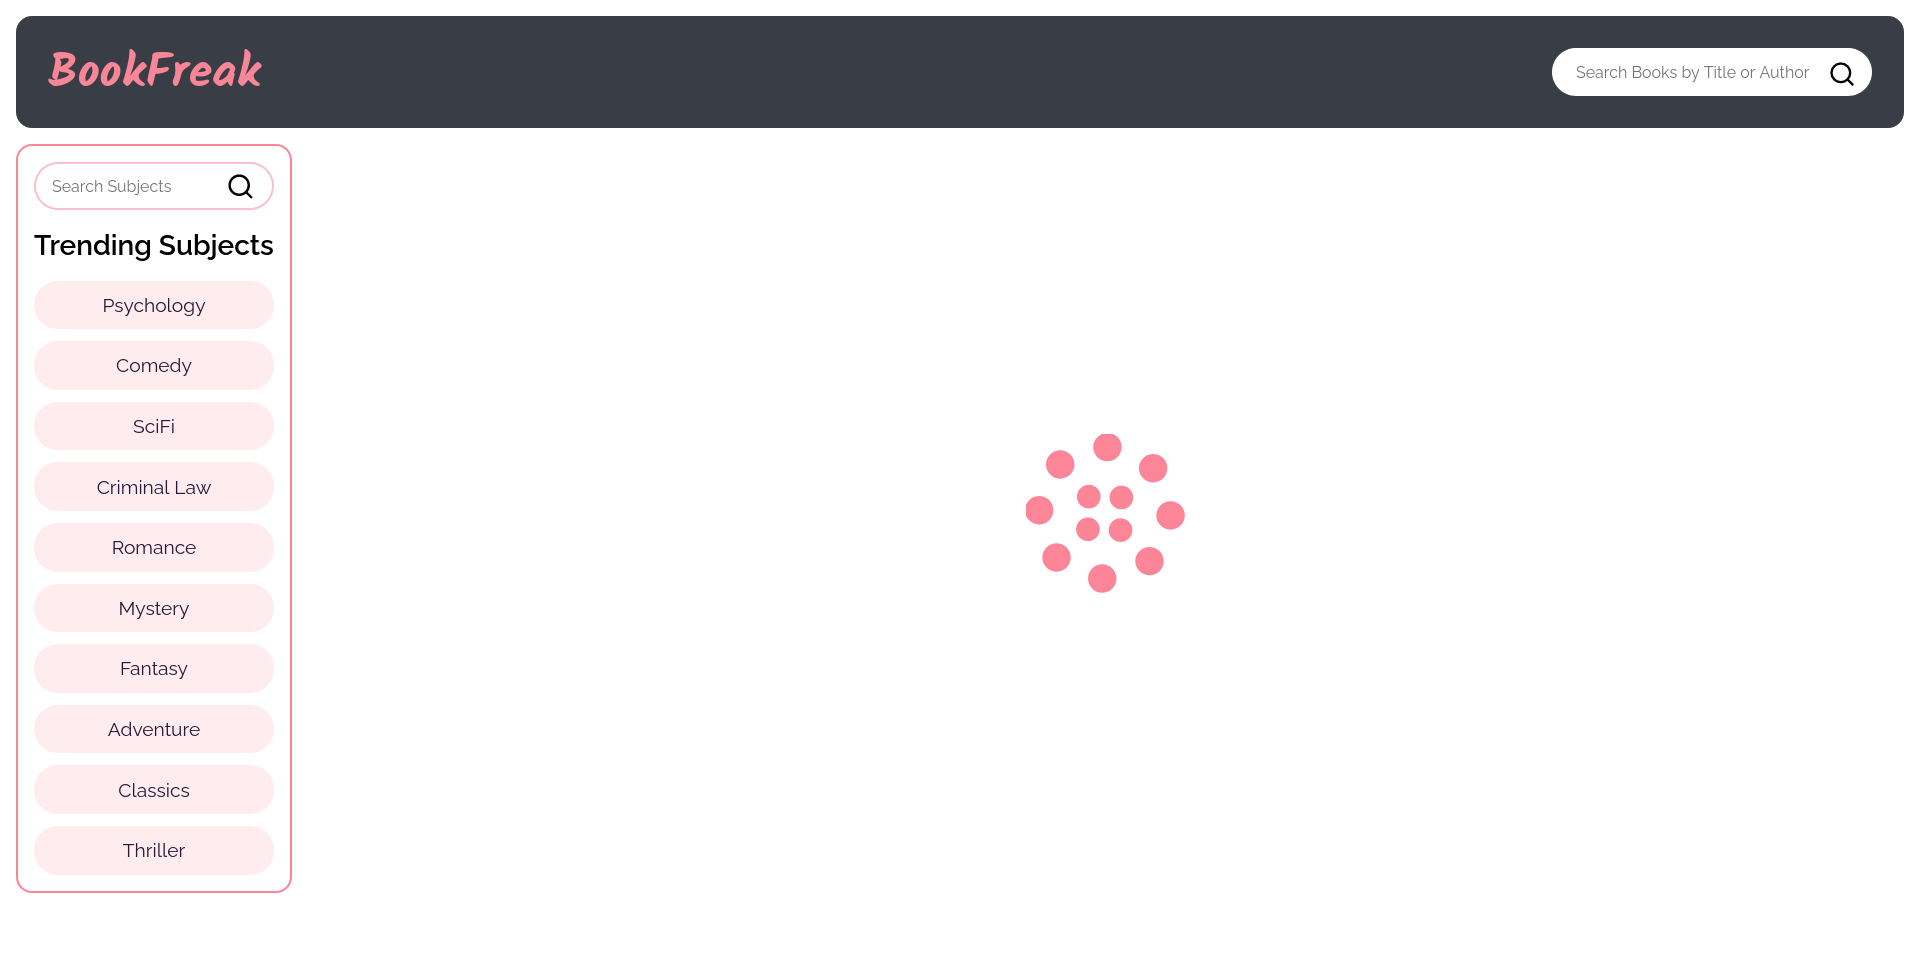 BookFreak
Search Books by Title or Author
Search Subjects
Trending Subjects
Psychology
Comedy
SciFi
Criminal Law
Romance
Mystery
Fantasy
Adventure
Classics
Thriller